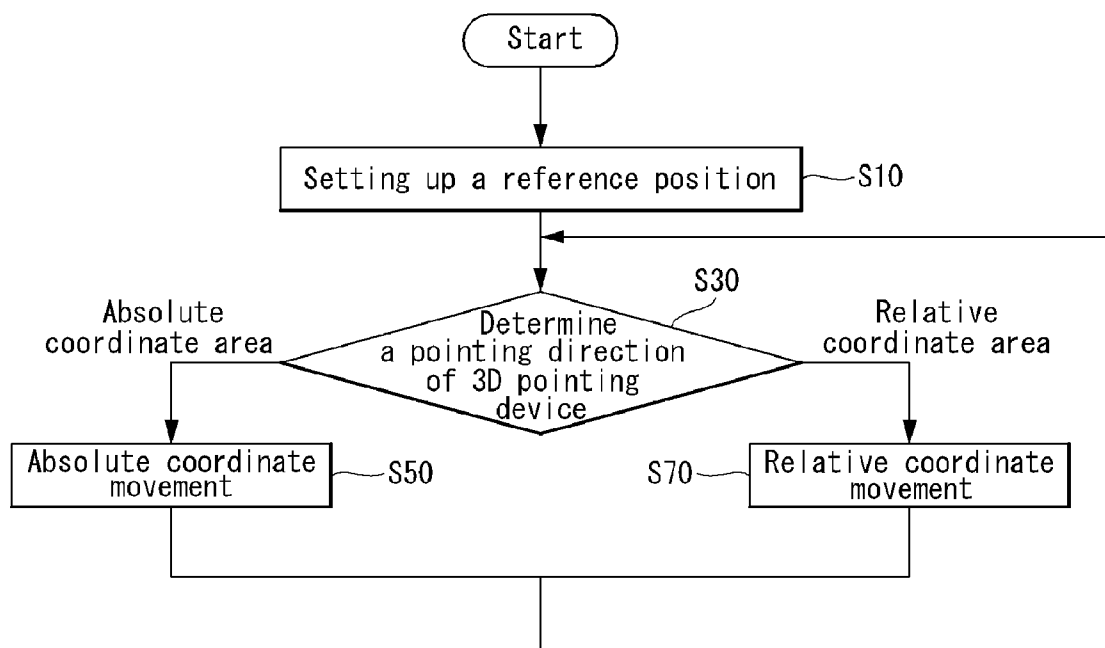 Start
Setting up a reference position
S10
S30
Absolute
coordinate area
Determine
a pointing direction
of 3D pointing
device
Relative
coordinate area
Absolute coordinate
movement
S50
S70
Relative coordinate
movement